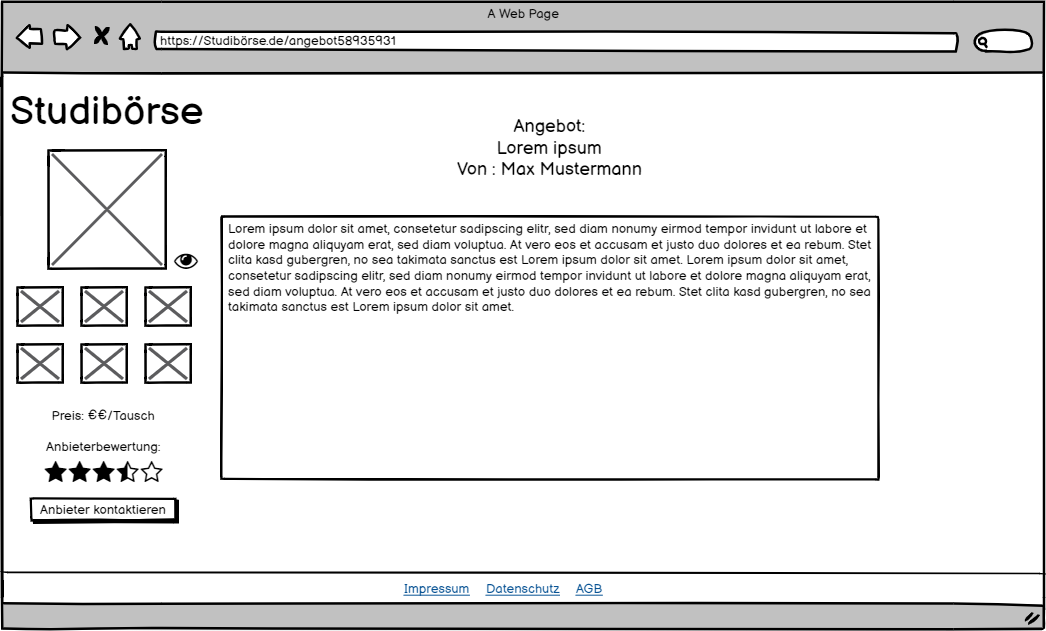 A Web Page
https://Studibörse.de/angebot58935931
Studibörse
Angebot:
Lorem ipsum
Von : Max Mustermann
Lorem ipsum dolor sit amet, consetetur sadipscing elitr, sed diam nonumy eirmod tempor invidunt ut labore et
dolore magna aliquyam erat, sed diam voluptua. At vero eos et accusam et justo duo dolores et ea rebum. Stet
clita kasd gubergren, no sea takimata sanctus est Lorem ipsum dolor sit amet. Lorem ipsum dolor sit amet,
consetetur sadipscing elitr, sed diam nonumy eirmod tempor invidunt ut labore et dolore magna aliquyam erat,
sed diam voluptua. At vero eos et accusam et justo duo dolores et ea rebum. Stet clita kasd gubergren, no sea
takimata sanctus est Lorem ipsum dolor sit amet.
Preis: €€/Tausch
Anbieterbewertung:
Anbieter kontaktieren
Impressum Datenschutz AGB